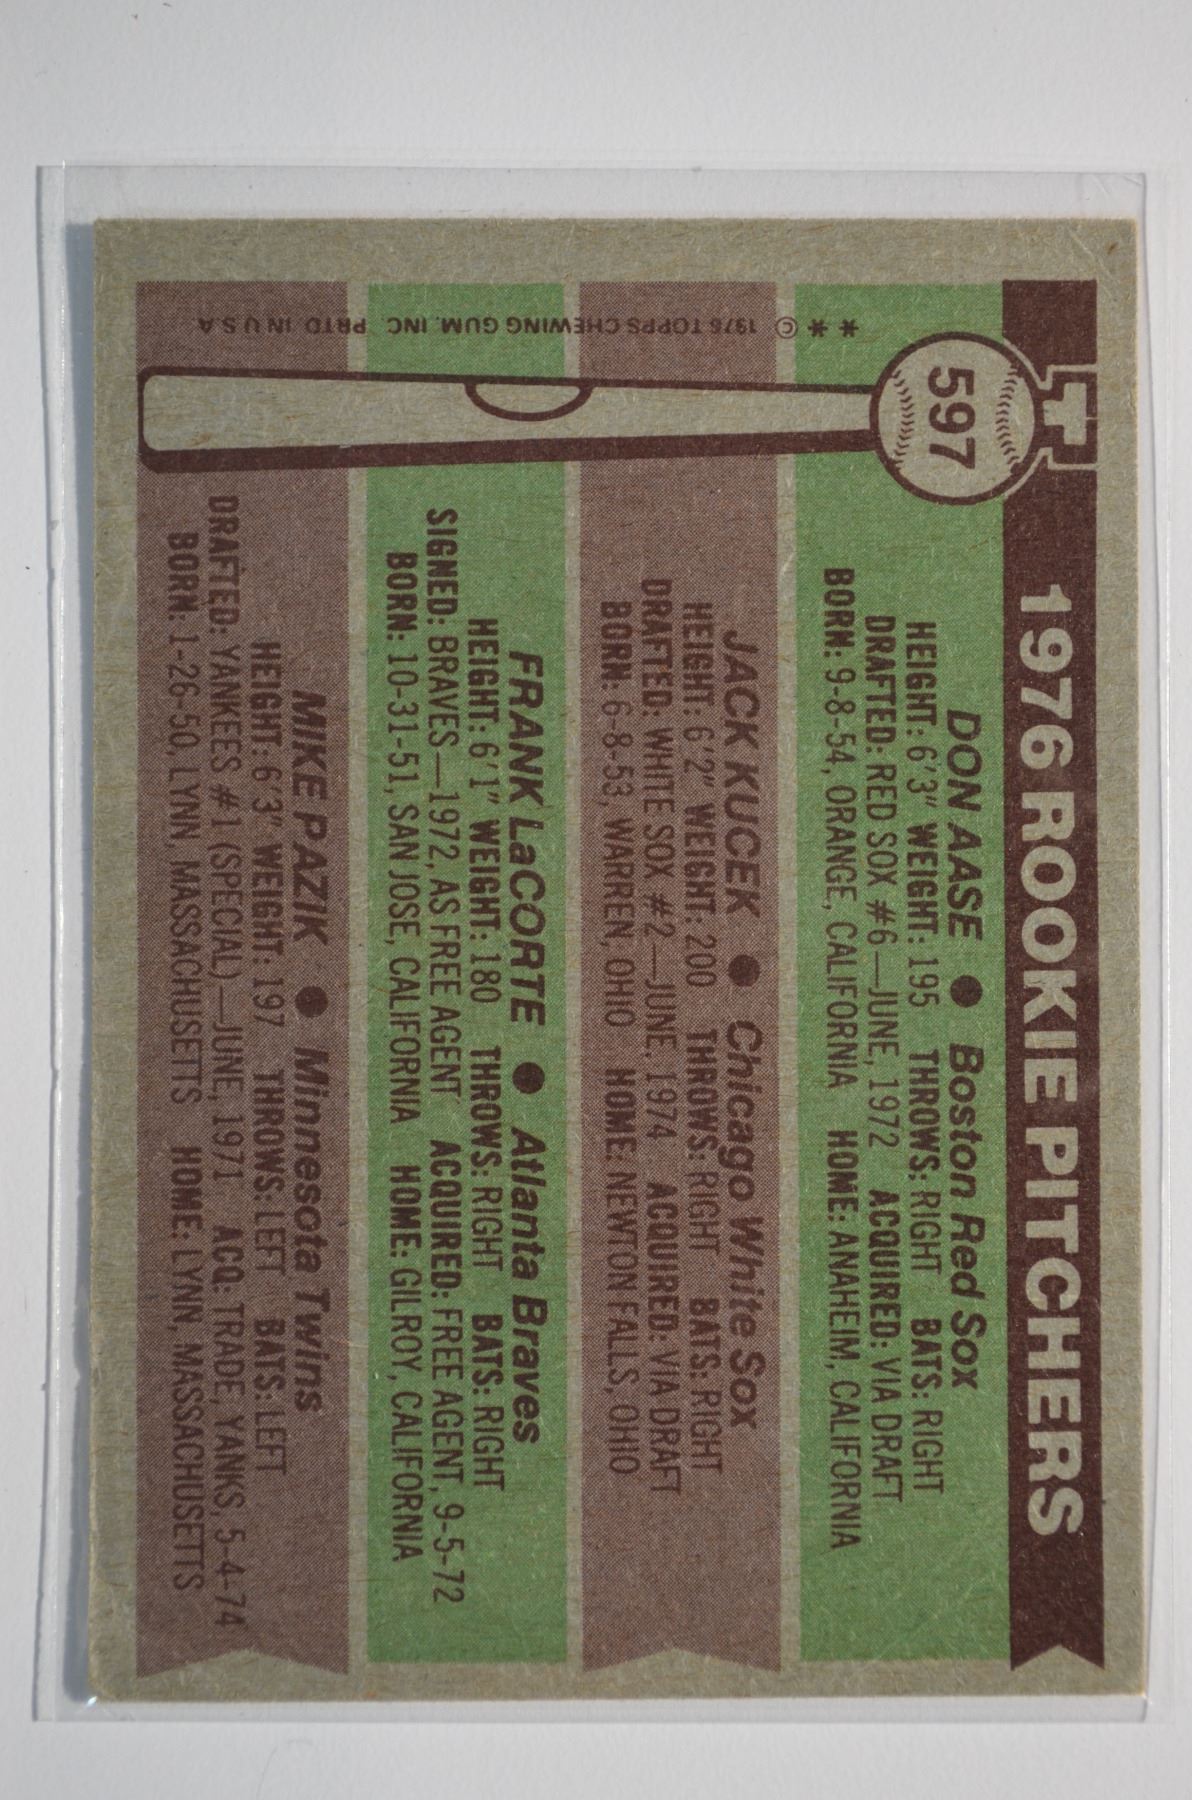 597
1976 ROOKIE PITCHERS
DON AASE ● Boston Red Sox
HEIGHT: 6'3" WEIGHT: 195 THROWS: RIGHT BATS: RIGHT
DRAFTED: RED SOX #6—JUNE, 1972 ACQUIRED: VIA DRAFT
BORN: 9-8-54, ORANGE, CALIFORNIA HOME: ANAHEIM, CALIFORNIA
JACK KUCEK ● Chicago White Sox
HEIGHT: 6'2" WEIGHT: 200 THROWS: RIGHT BATS: RIGHT
DRAFTED: WHITE SOX #2—JUNE, 1974 ACQUIRED: VIA DRAFT
BORN: 6-8-53, WARREN, OHIO HOME: NEWTON FALLS, OHIO
FRANK LaCORTE ● Atlanta Braves
HEIGHT: 6'1" WEIGHT: 180 THROWS: RIGHT BATS: RIGHT
SIGNED: BRAVES—1972, AS FREE AGENT ACQUIRED: FREE AGENT, 9-5-72
BORN: 10-31-51, SAN JOSE, CALIFORNIA HOME: GILROY, CALIFORNIA
MIKE PAZIK ● Minnesota Twins
HEIGHT: 6'3" WEIGHT: 197 THROWS: LEFT BATS: LEFT
DRAFTED: YANKEES #1 (SPECIAL)—JUNE, 1971 ACQ: TRADE, YANKS, 5-4-74
BORN: 1-26-50, LYNN, MASSACHUSETTS HOME: LYNN, MASSACHUSETTS
** © 1976 TOPPS CHEWING GUM, INC. PRTD IN U S A